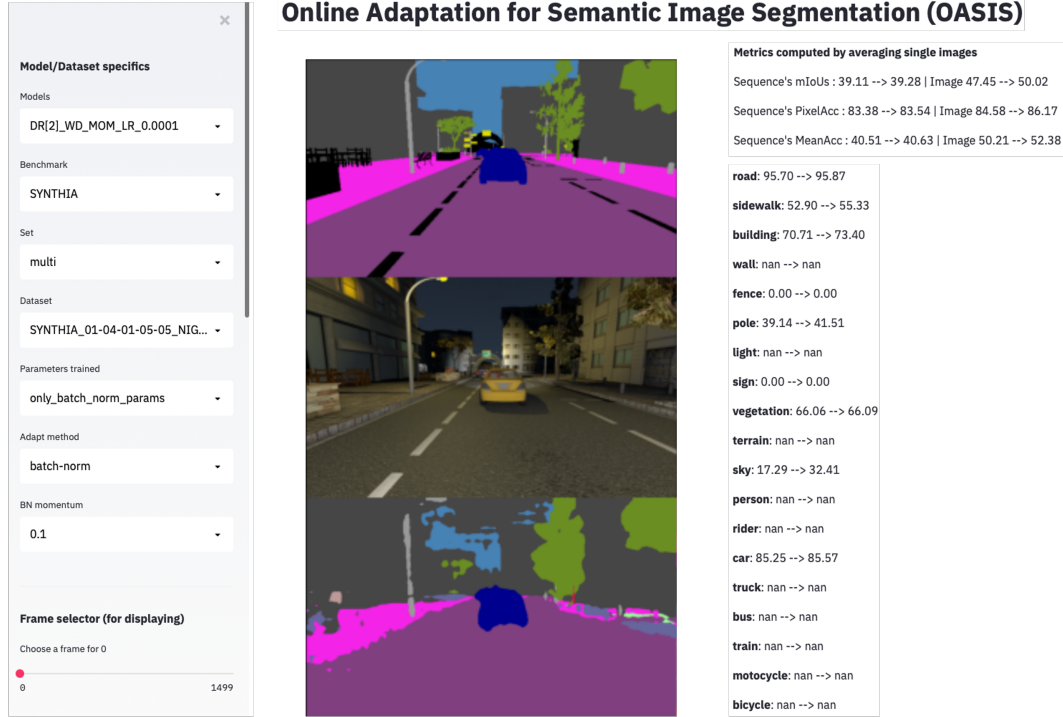 Online Adaptation for Semantic Image Segmentation (OASIS)
×
Model/Dataset specifics
Models
DR[2]_WD_MOM_LR_0.0001
Benchmark
SYNTHIA
Set
multi
Dataset
SYNTHIA_01-04-01-05-05_NIG...
Parameters trained
only_batch_norm_params
Adapt method
batch-norm
BN momentum
0.1
Frame selector (for displaying)
Choose a frame for 0
0 1499
Metrics computed by averaging single images
Sequence's mIoUs : 39.11 --> 39.28 | Image 47.45 --> 50.02
Sequence's PixelAcc : 83.38 --> 83.54 | Image 84.58 --> 86.17
Sequence's MeanAcc : 40.51 --> 40.63 | Image 50.21 --> 52.38
road: 95.70 --> 95.87
sidewalk: 52.90 --> 55.33
building: 70.71 --> 73.40
wall: nan --> nan
fence: 0.00 --> 0.00
pole: 39.14 --> 41.51
light: nan --> nan
sign: 0.00 --> 0.00
vegetation: 66.06 --> 66.09
terrain: nan --> nan
sky: 17.29 --> 32.41
person: nan --> nan
rider: nan --> nan
car: 85.25 --> 85.57
truck: nan --> nan
bus: nan --> nan
train: nan --> nan
motocycle: nan --> nan
bicycle: nan --> nan